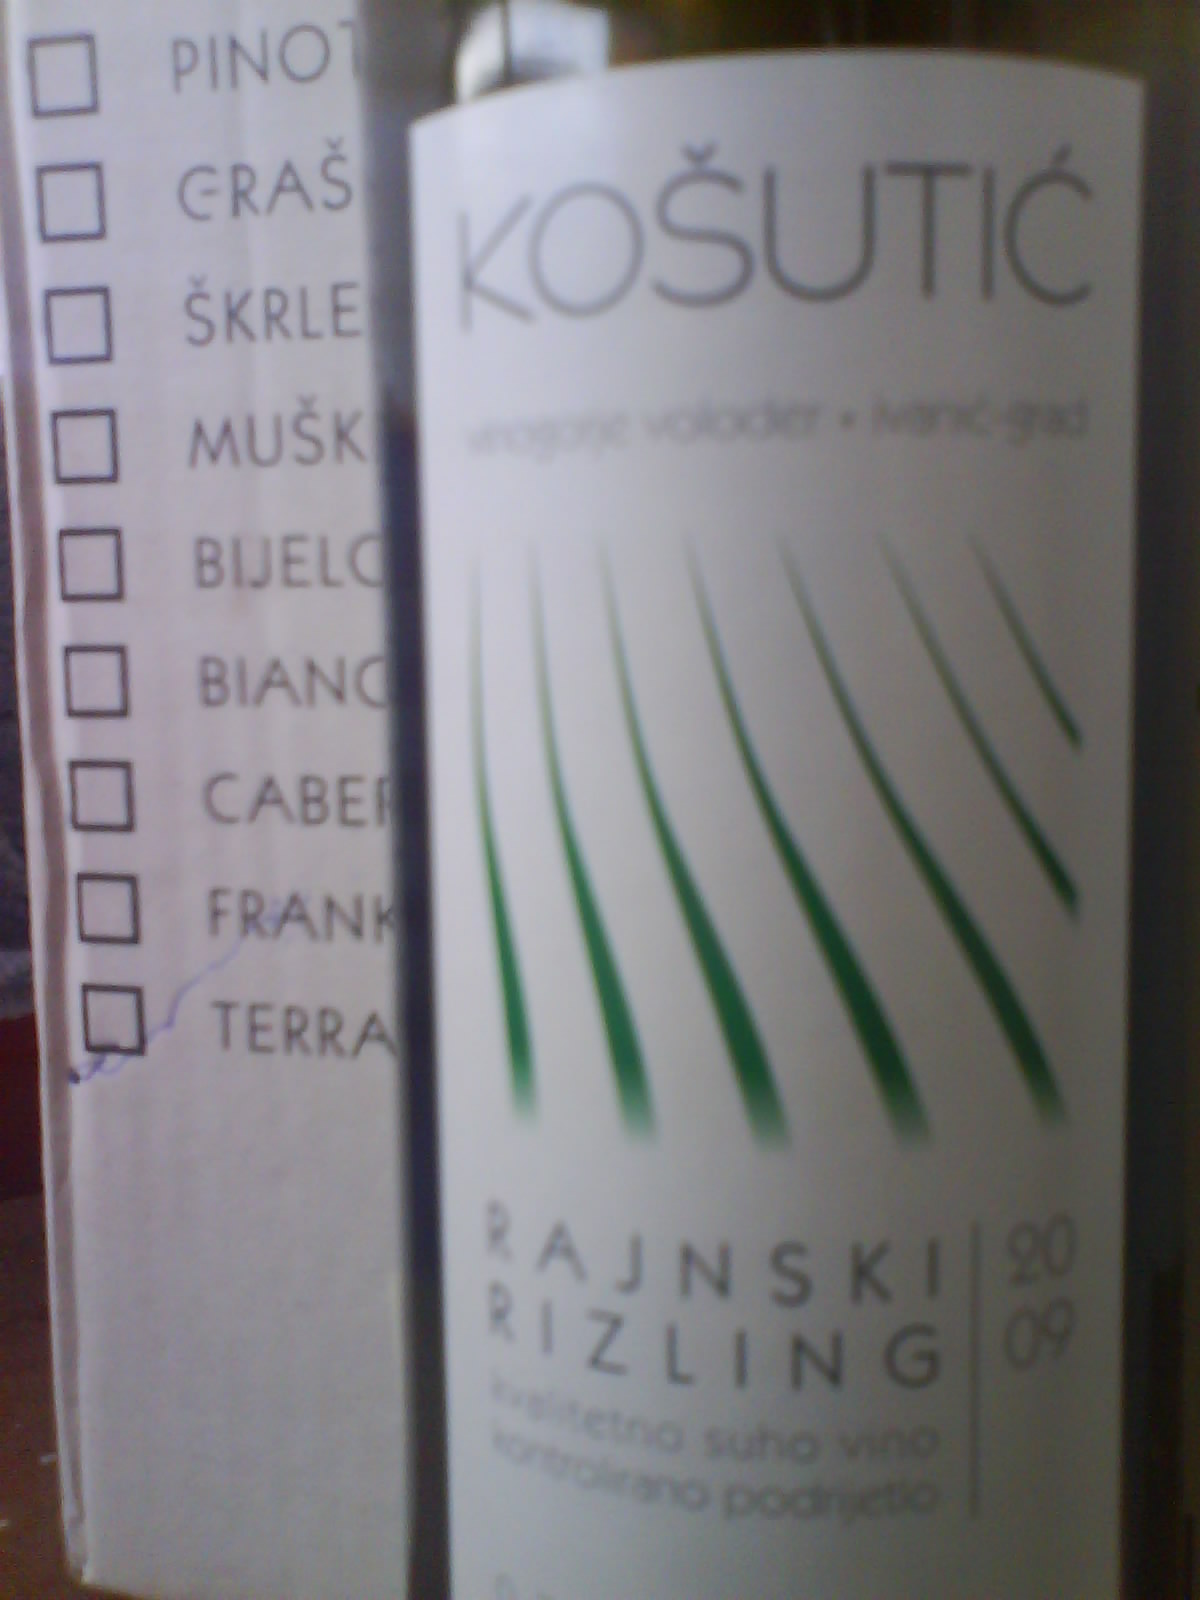 PINOT
GRAŠ
ŠKRLE
MUŠK
BIJELO
BIANC
CABER
FRANK
TERRA
KOŠUTIĆ
vinogorje voloder • ivanić-grad
RAJNSKI
RIZLING
20
09
kvalitetno suho vino
kontrolirano podrijetlo